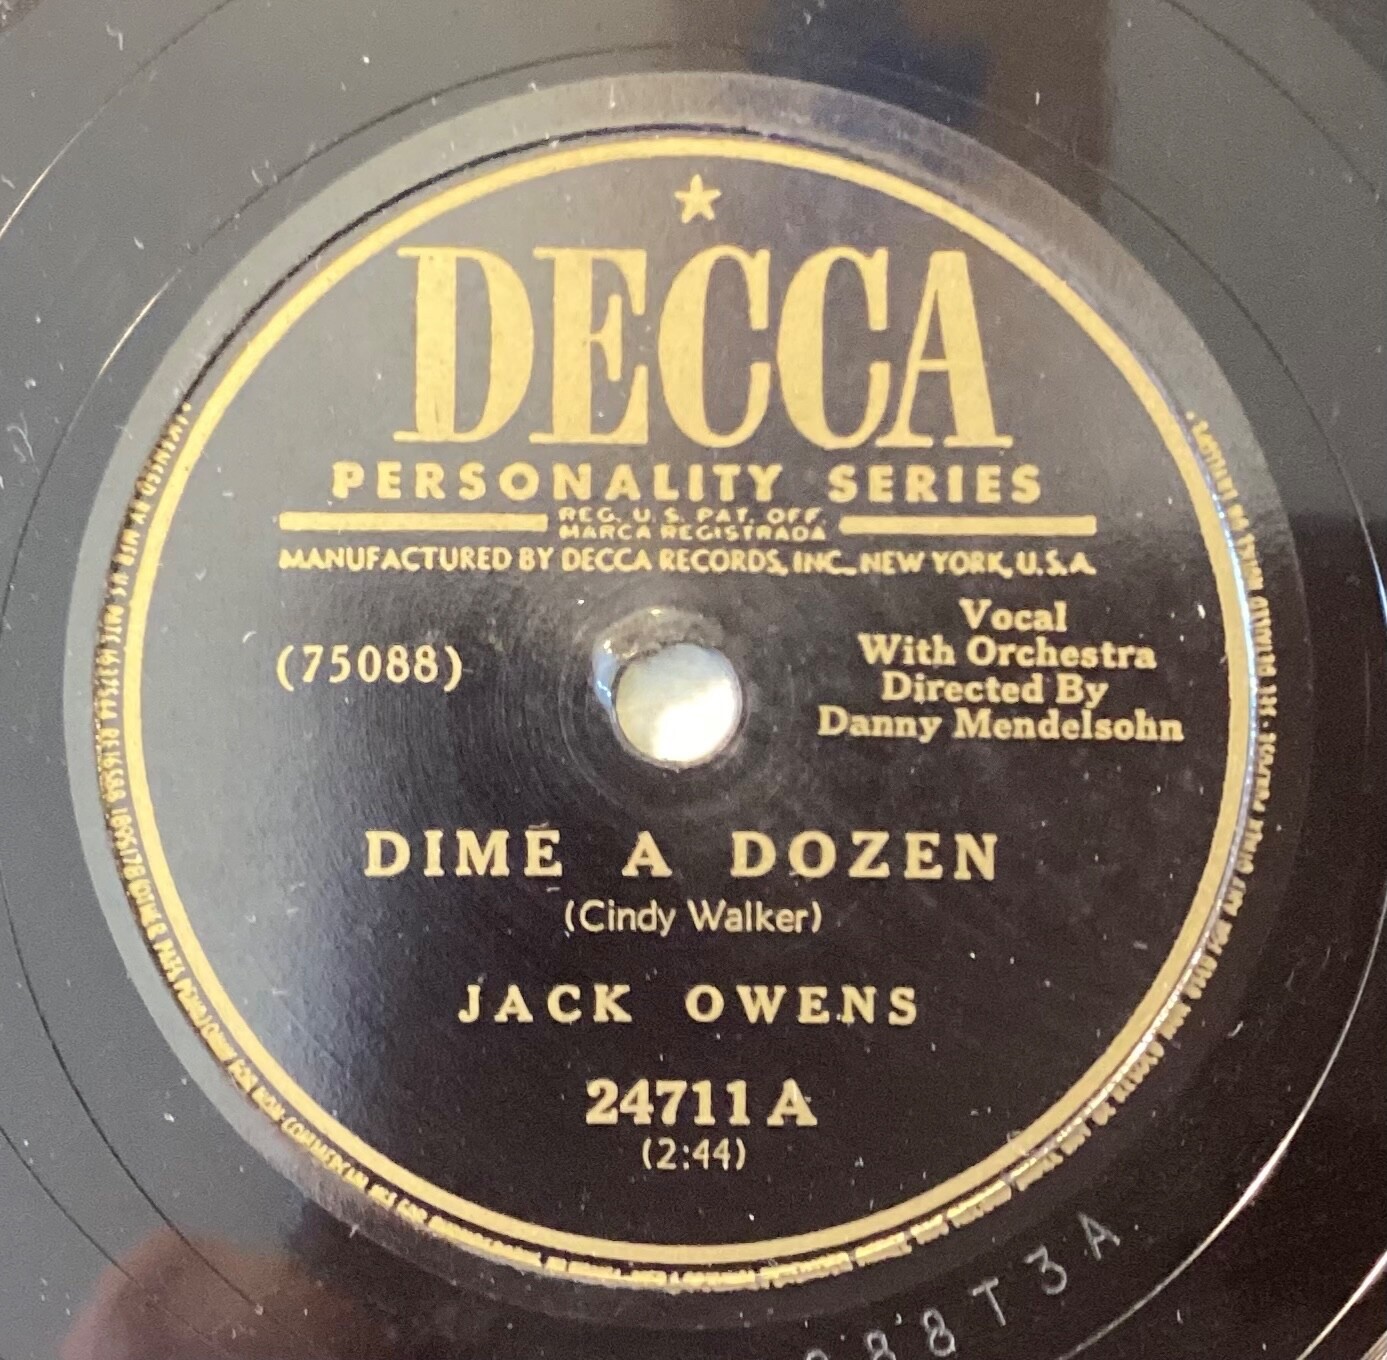 DECCA
PERSONALITY SERIES
REG. U.S. PAT. OFF.
MARCA REGISTRADA
MANUFACTURED BY DECCA RECORDS, INC., NEW YORK, U.S.A.
(75088)
Vocal
With Orchestra
Directed By
Danny Mendelsohn
DIME A DOZEN
(Cindy Walker)
JACK OWENS
24711 A
(2:44)
88T3A